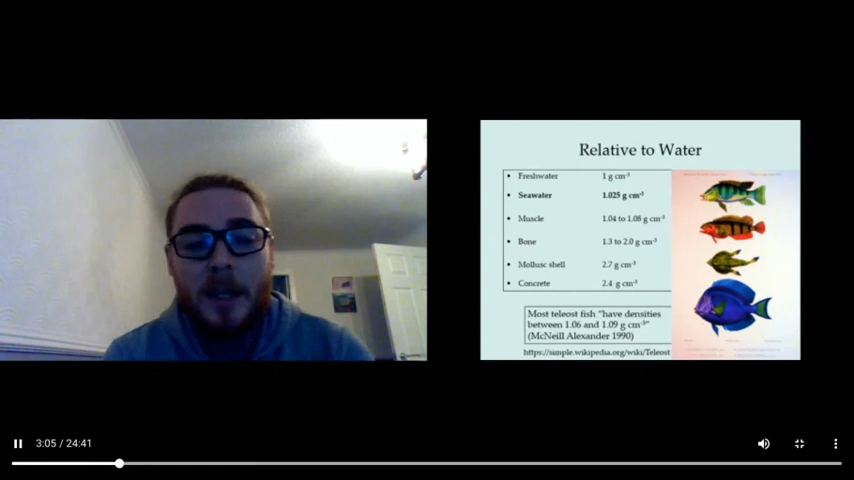 Relative to Water
• Freshwater 1 g cm⁻³
• Seawater 1.025 g cm⁻³
• Muscle 1.04 to 1.08 g cm⁻³
• Bone 1.3 to 2.0 g cm⁻³
• Mollusc shell 2.7 g cm⁻³
• Concrete 2.4 g cm⁻³
Most teleost fish "have densities
between 1.06 and 1.09 g cm⁻³"
(McNeill Alexander 1990)
https://simple.wikipedia.org/wiki/Teleost
3:05 / 24:41